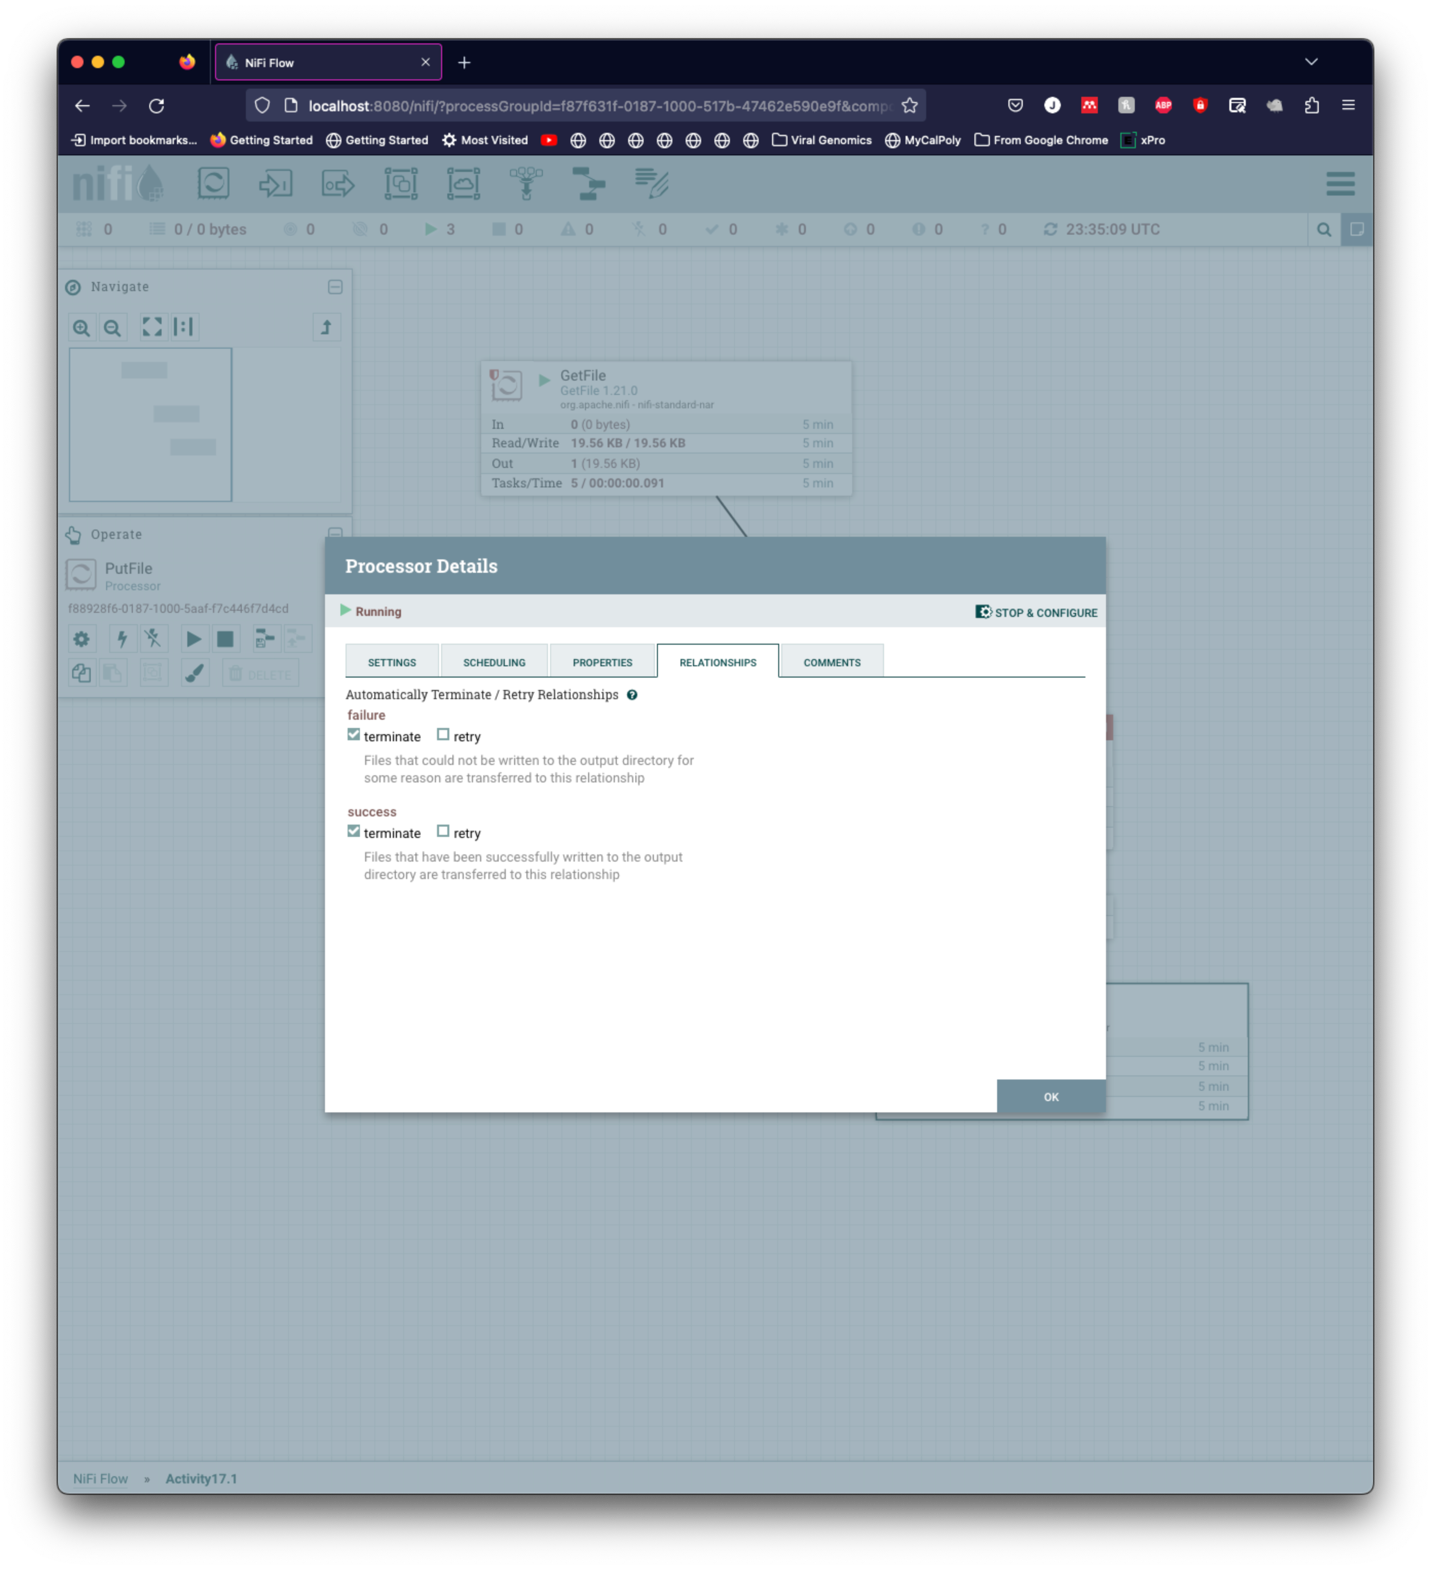 NiFi Flow
localhost:8080/nifi/?processGroupId=f87f631f-0187-1000-517b-47462e590e9f&comp
Import bookmarks... Getting Started Getting Started Most Visited Viral Genomics MyCalPoly From Google Chrome xPro
nifi
0 0 / 0 bytes 0 0 3 0 0 0 0 0 0 0 ? 0 23:35:09 UTC
Navigate
GetFile
GetFile 1.21.0
org.apache.nifi - nifi-standard-nar
In 0 (0 bytes) 5 min
Read/Write 19.56 KB / 19.56 KB 5 min
Out 1 (19.56 KB) 5 min
Tasks/Time 5 / 00:00:00.091 5 min
Operate
PutFile
Processor
f88928f6-0187-1000-5aaf-f7c446f7d4cd
DELETE
Processor Details
Running STOP & CONFIGURE
SETTINGS SCHEDULING PROPERTIES RELATIONSHIPS COMMENTS
Automatically Terminate / Retry Relationships ?
failure
terminate retry
Files that could not be written to the output directory for
some reason are transferred to this relationship
success
terminate retry
Files that have been successfully written to the output
directory are transferred to this relationship
5 min
5 min
5 min
5 min
OK
NiFi Flow » Activity17.1